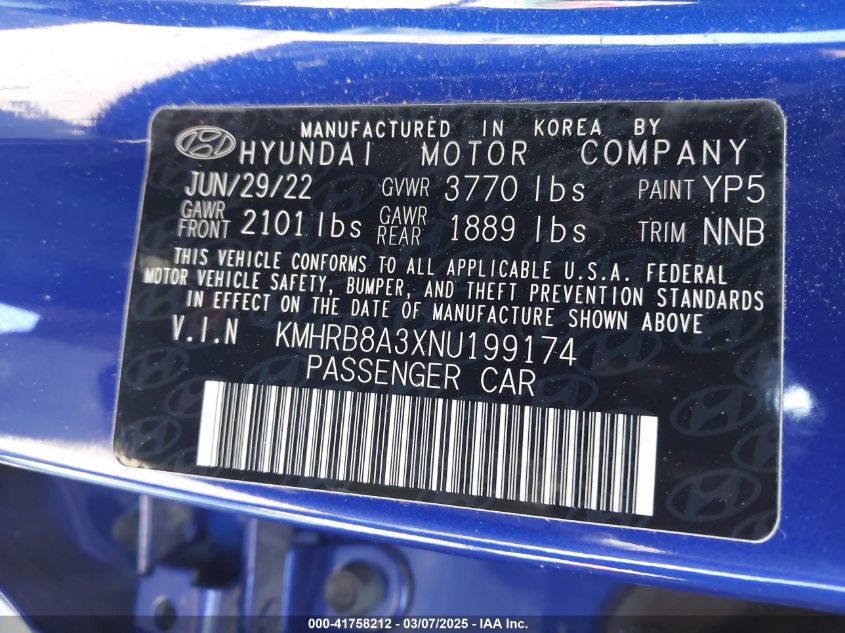 MANUFACTURED IN KOREA BY
HYUNDAI MOTOR COMPANY
JUN/29/22 GVWR 3770 lbs PAINT YP5
GAWR FRONT 2101 lbs GAWR REAR 1889 lbs TRIM NNB
THIS VEHICLE CONFORMS TO ALL APPLICABLE U.S.A. FEDERAL
MOTOR VEHICLE SAFETY, BUMPER, AND THEFT PREVENTION STANDARDS
IN EFFECT ON THE DATE OF MANUFACTURE SHOWN ABOVE
V.I.N KMHRB8A3XNU199174
PASSENGER CAR
000-41758212 - 03/07/2025 - IAA Inc.